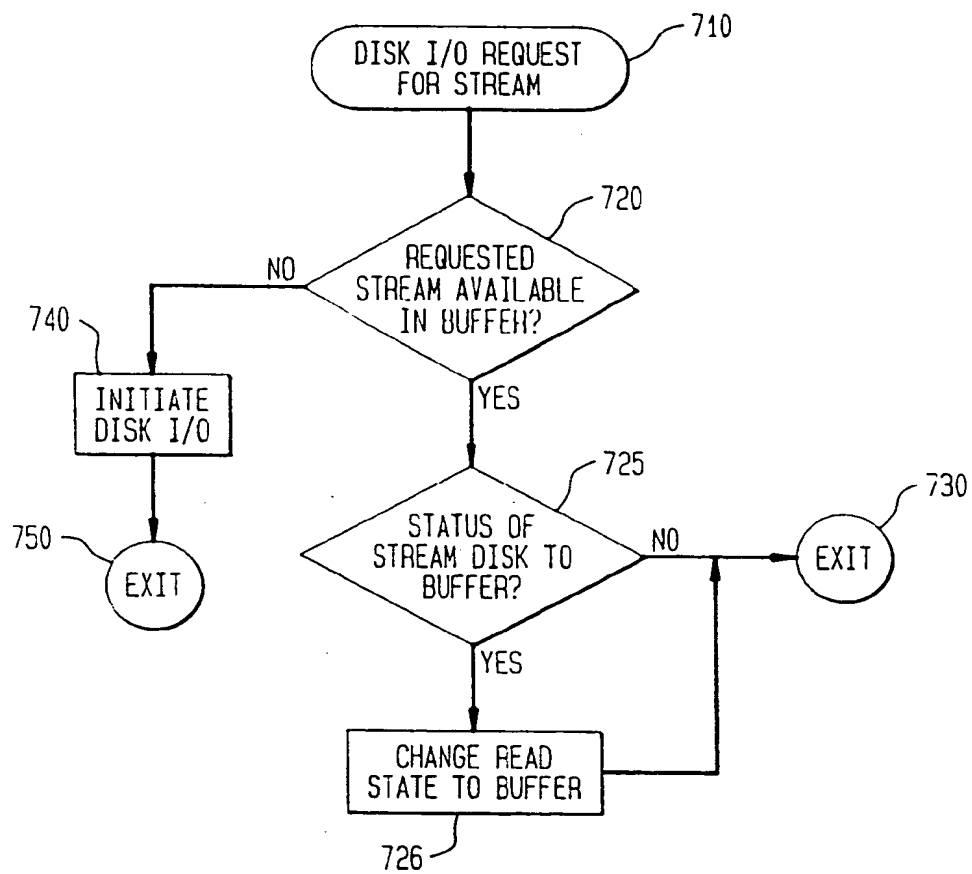 710
DISK I/O REQUEST
FOR STREAM
720
REQUESTED
STREAM AVAILABLE
IN BUFFER?
NO
YES
740
INITIATE
DISK I/O
750
EXIT
725
STATUS OF
STREAM DISK TO
BUFFER?
NO
730
EXIT
YES
CHANGE READ
STATE TO BUFFER
726